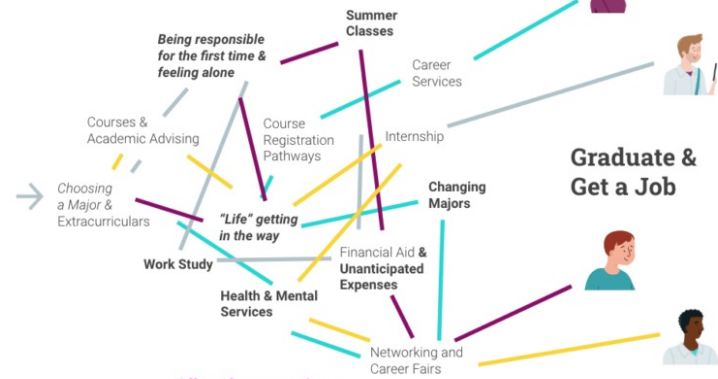 Summer
Classes
Being responsible
for the first time &
feeling alone
Career
Services
Courses &
Academic Advising
Course
Registration
Pathways
Internship
Graduate &
Get a Job
Choosing
a Major &
Extracurriculars
Changing
Majors
"Life" getting
in the way
Work Study
Financial Aid &
Unanticipated
Expenses
Health & Mental
Services
Networking and
Career Fairs